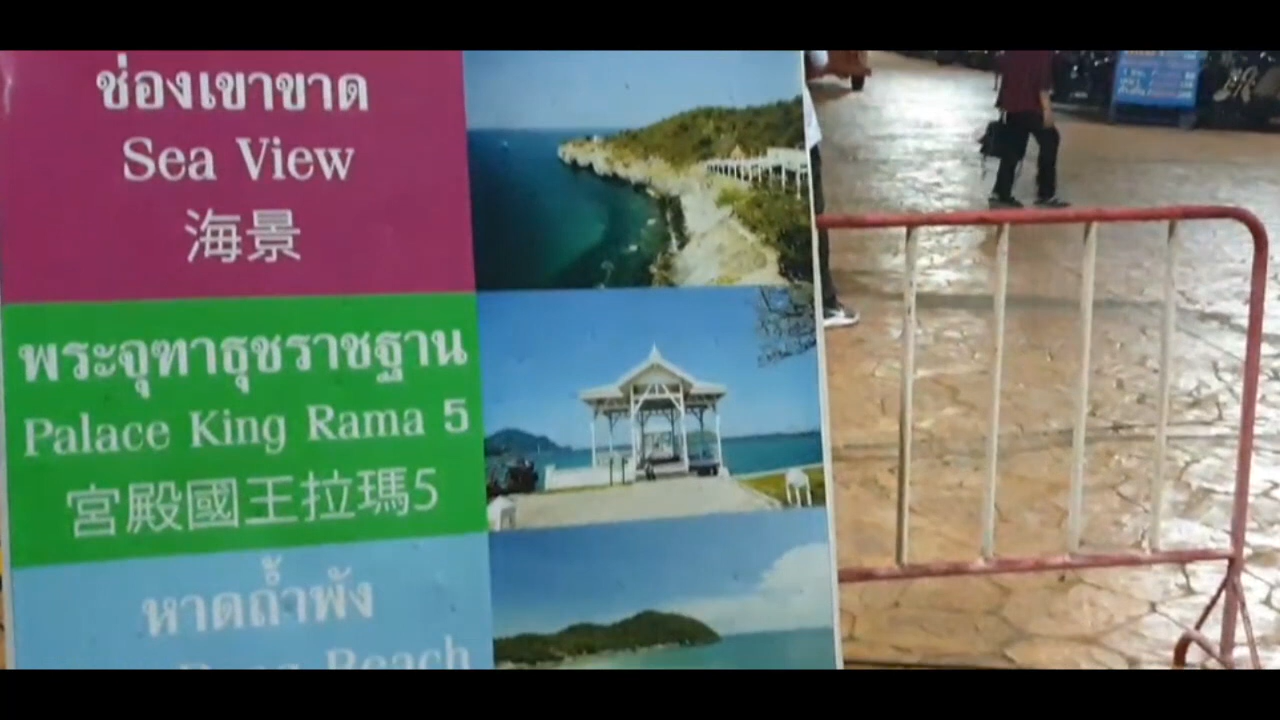 ช่องเขาขาด
Sea View
海景
พระจุฑาธุชราชฐาน
Palace King Rama 5
宮殿國王拉瑪5
หาดถ้ำพัง
Beach